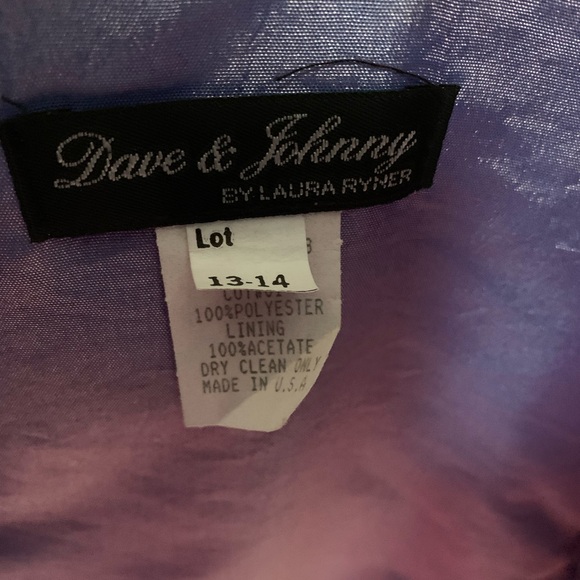 Dave & Johnny
BY LAURA RYNER
Lot
13-14
100%POLYESTER
LINING
100%ACETATE
DRY CLEAN ONLY
MADE IN U.S.A